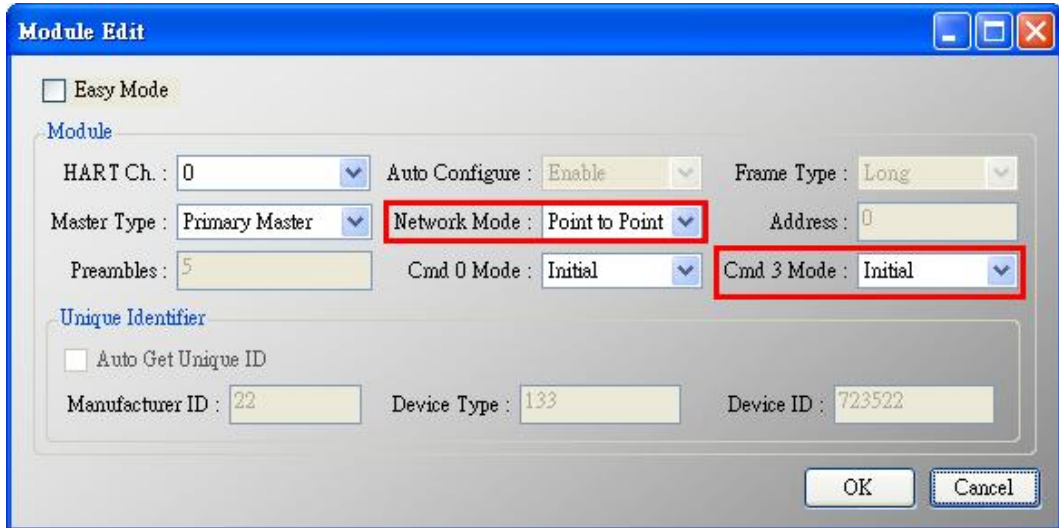 Module Edit
Easy Mode
Module
HART Ch. : 0 Auto Configure : Enable Frame Type : Long
Master Type : Primary Master Network Mode : Point to Point Address : 0
Preambles : 5 Cmd 0 Mode : Initial Cmd 3 Mode : Initial
Unique Identifier
Auto Get Unique ID
Manufacturer ID : 22 Device Type : 133 Device ID : 723522
OK Cancel